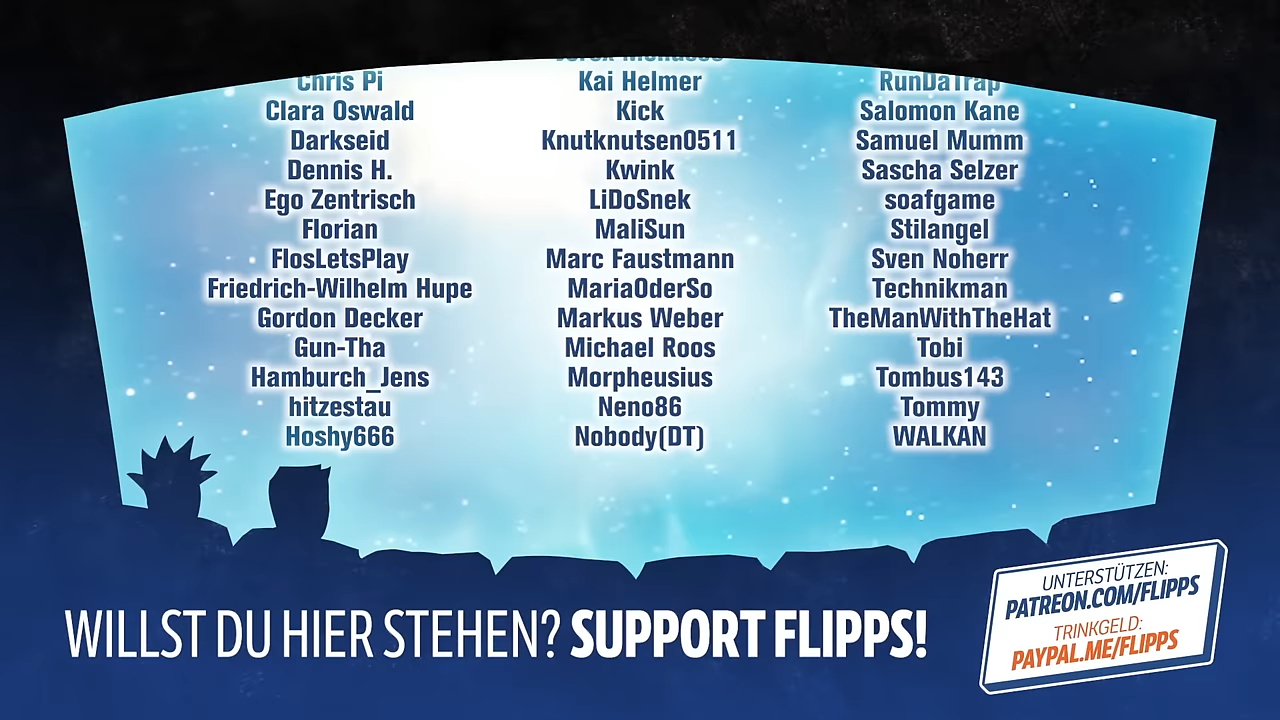 Chris Pi
Clara Oswald
Darkseid
Dennis H.
Ego Zentrisch
Florian
FlosLetsPlay
Friedrich-Wilhelm Hupe
Gordon Decker
Gun-Tha
Hamburch_Jens
hitzestau
Hoshy666
Kai Helmer
Kick
Knutknutsen0511
Kwink
LiDoSnek
MaliSun
Marc Faustmann
MariaOderSo
Markus Weber
Michael Roos
Morpheusius
Neno86
Nobody(DT)
RunDaTrap
Salomon Kane
Samuel Mumm
Sascha Selzer
soafgame
Stilangel
Sven Noherr
Technikman
TheManWithTheHat
Tobi
Tombus143
Tommy
WALKAN
WILLST DU HIER STEHEN? SUPPORT FLIPPS!
UNTERSTÜTZEN:
PATREON.COM/FLIPPS
TRINKGELD:
PAYPAL.ME/FLIPPS